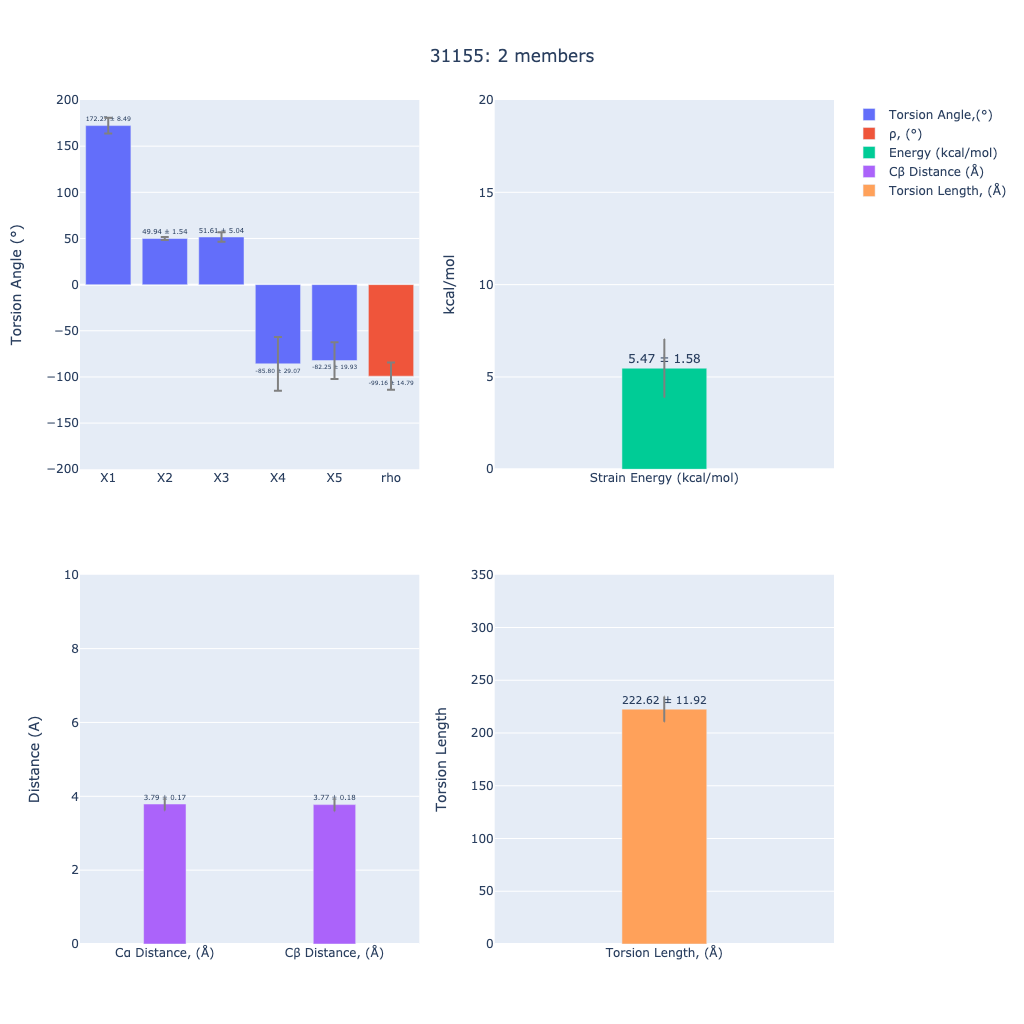 31155: 2 members
Torsion Angle (°)
200
150
100
50
0
−50
−100
−150
−200
172.27 ± 8.49
49.94 ± 1.54
51.61 ± 5.04
-85.80 ± 29.07
-82.25 ± 19.93
-99.16 ± 14.79
X1 X2 X3 X4 X5 rho
kcal/mol
20
15
10
5
0
5.47 ± 1.58
Strain Energy (kcal/mol)
Torsion Angle,(°)
ρ, (°)
Energy (kcal/mol)
Cβ Distance (Å)
Torsion Length, (Å)
Distance (A)
10
8
6
4
2
0
3.79 ± 0.17
3.77 ± 0.18
Cα Distance, (Å) Cβ Distance, (Å)
Torsion Length
350
300
250
200
150
100
50
0
222.62 ± 11.92
Torsion Length, (Å)